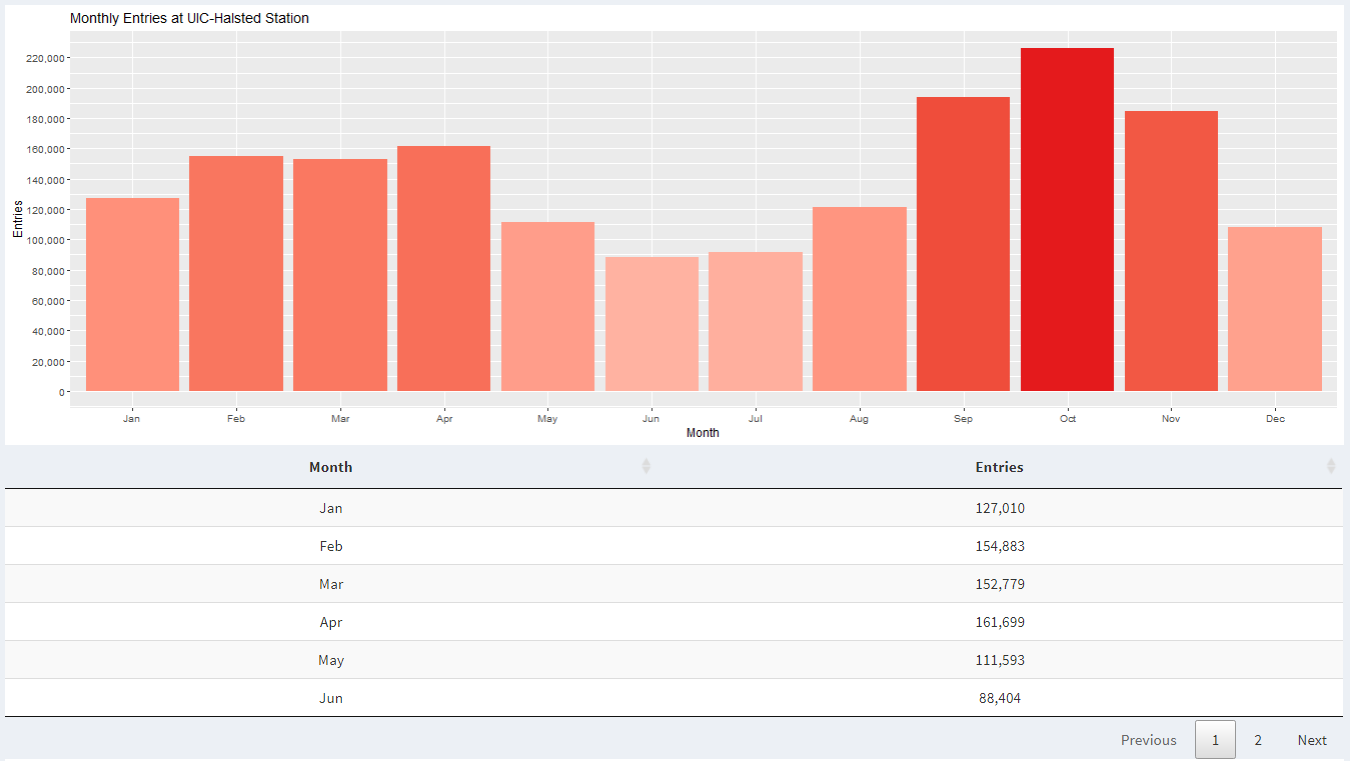 Monthly Entries at UIC-Halsted Station
220,000
200,000
180,000
160,000
140,000
120,000
100,000
80,000
60,000
40,000
20,000
0
Entries
Jan Feb Mar Apr May Jun Jul Aug Sep Oct Nov Dec
Month
Month Entries
Jan 127,010
Feb 154,883
Mar 152,779
Apr 161,699
May 111,593
Jun 88,404
Previous 1 2 Next